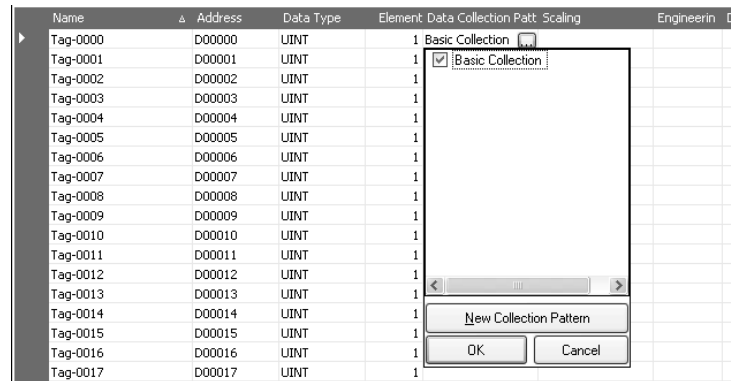 Name Address Data Type Element Data Collection Patt Scaling Engineerin D
Tag-0000 D00000 UINT 1 Basic Collection ...
Tag-0001 D00001 UINT 1 Basic Collection
Tag-0002 D00002 UINT 1
Tag-0003 D00003 UINT 1
Tag-0004 D00004 UINT 1
Tag-0005 D00005 UINT 1
Tag-0006 D00006 UINT 1
Tag-0007 D00007 UINT 1
Tag-0008 D00008 UINT 1
Tag-0009 D00009 UINT 1
Tag-0010 D00010 UINT 1
Tag-0011 D00011 UINT 1
Tag-0012 D00012 UINT 1
Tag-0013 D00013 UINT 1
Tag-0014 D00014 UINT 1 New Collection Pattern
Tag-0015 D00015 UINT 1
Tag-0016 D00016 UINT 1 OK Cancel
Tag-0017 D00017 UINT 1